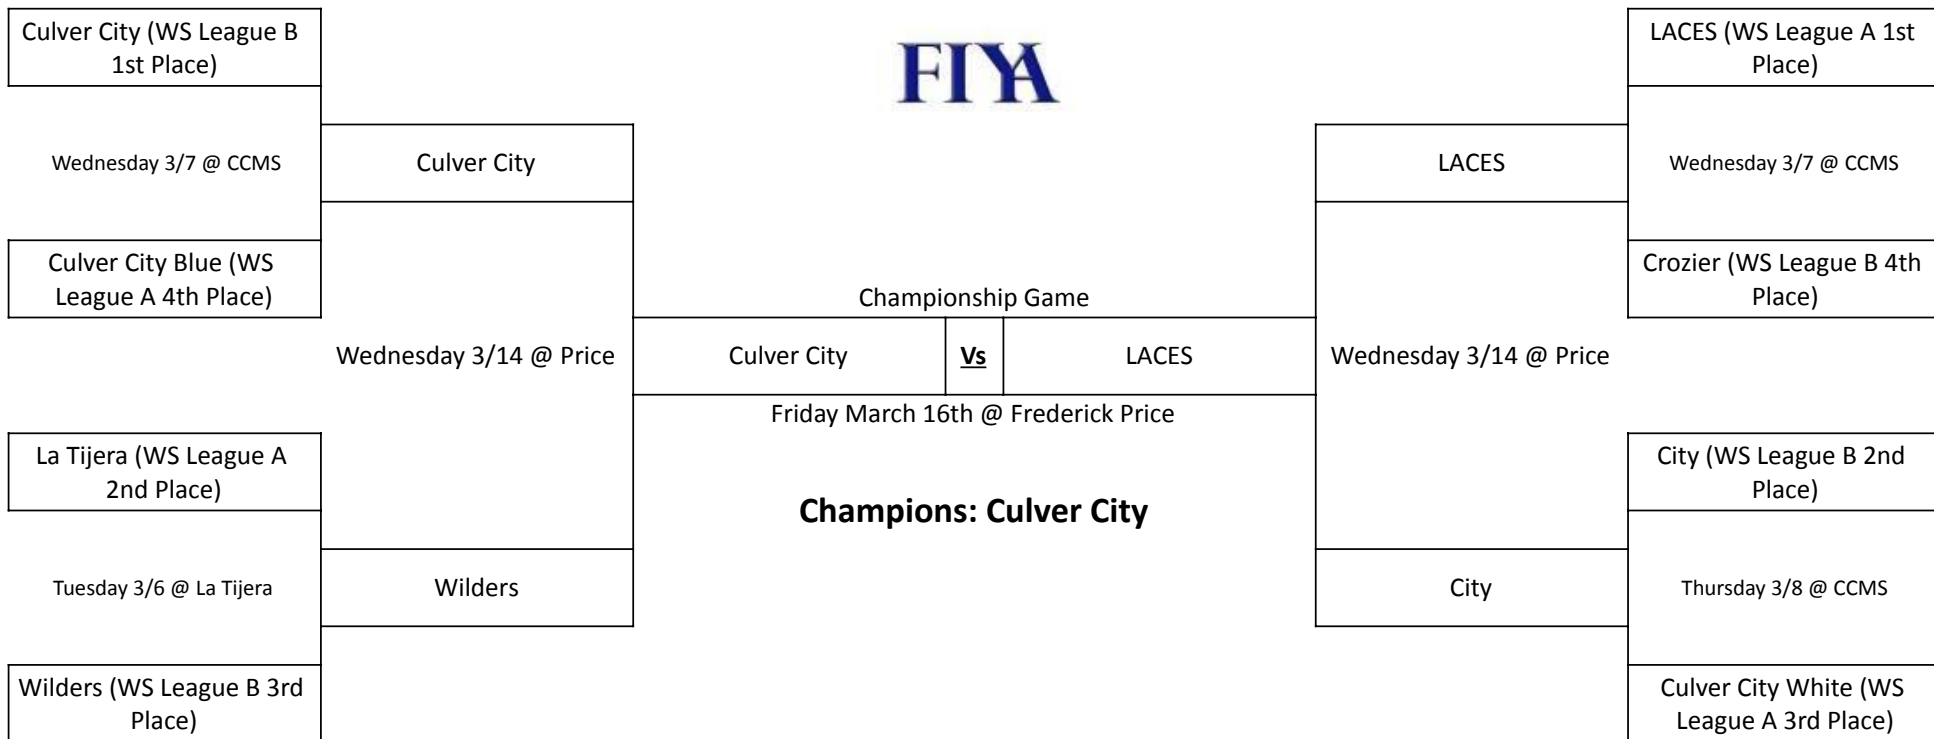 Culver City (WS League B
1st Place)
Wednesday 3/7 @ CCMS
Culver City Blue (WS
League A 4th Place)
La Tijera (WS League A
2nd Place)
Tuesday 3/6 @ La Tijera
Wilders (WS League B 3rd
Place)
Culver City
Wednesday 3/14 @ Price
Wilders
FIYA
Championship Game
Culver City
Vs
LACES
Friday March 16th @ Frederick Price
Champions: Culver City
LACES
Wednesday 3/14 @ Price
City
LACES (WS League A 1st
Place)
Wednesday 3/7 @ CCMS
Crozier (WS League B 4th
Place)
City (WS League B 2nd
Place)
Thursday 3/8 @ CCMS
Culver City White (WS
League A 3rd Place)